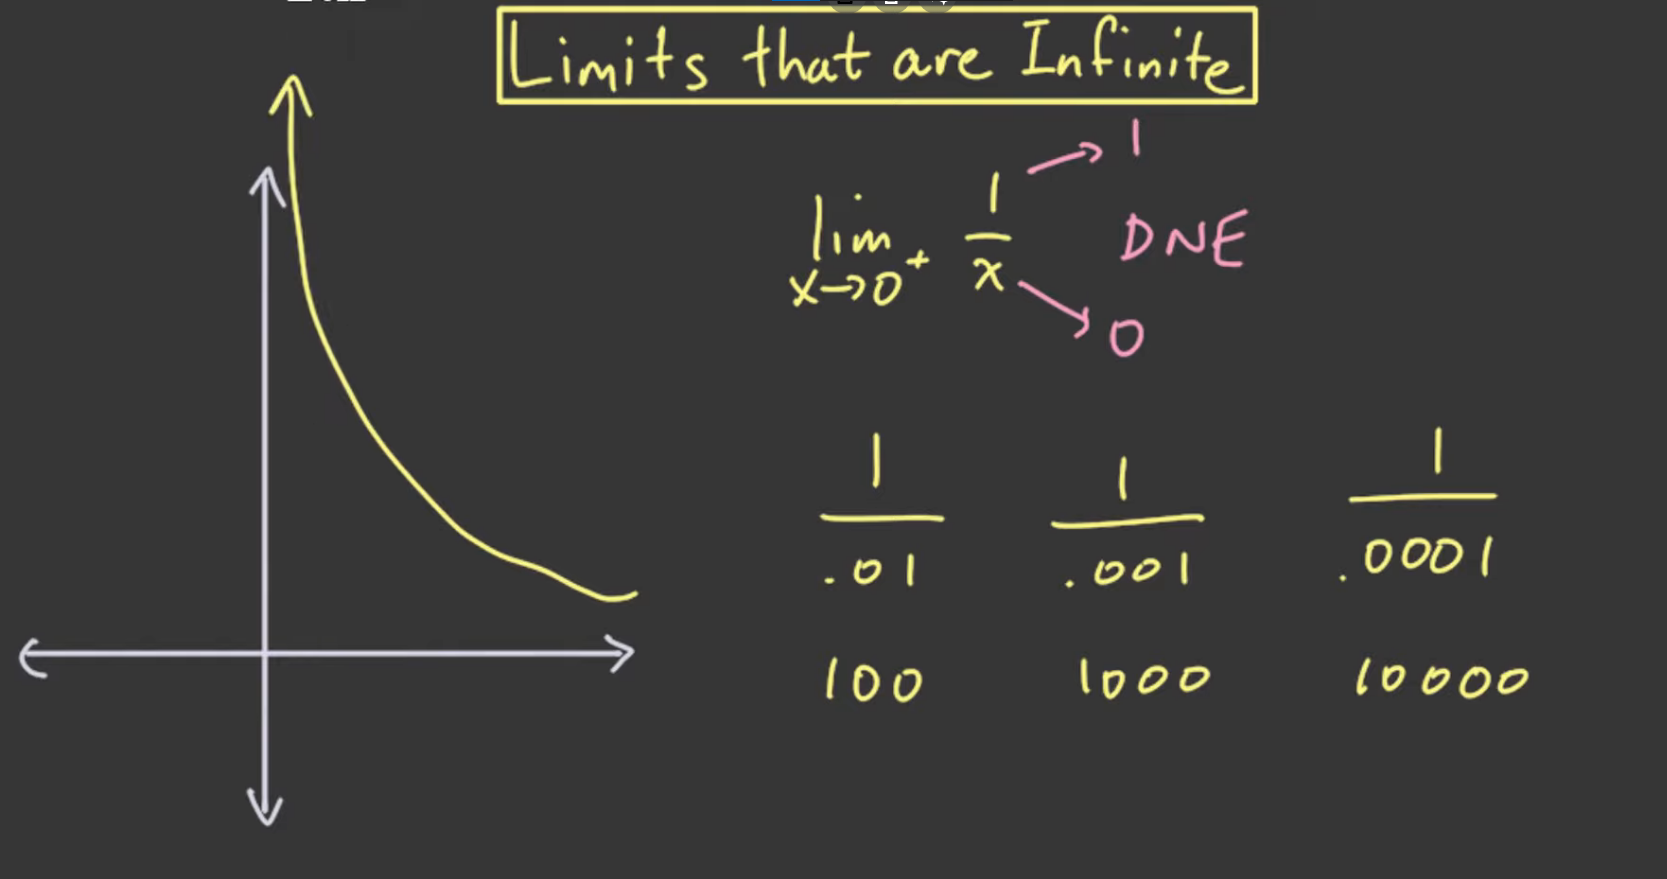 Limits that are Infinite
lim x→0⁺ 1/x
1
DNE
0
1/.01 1/.001 1/.0001
100 1000 10000